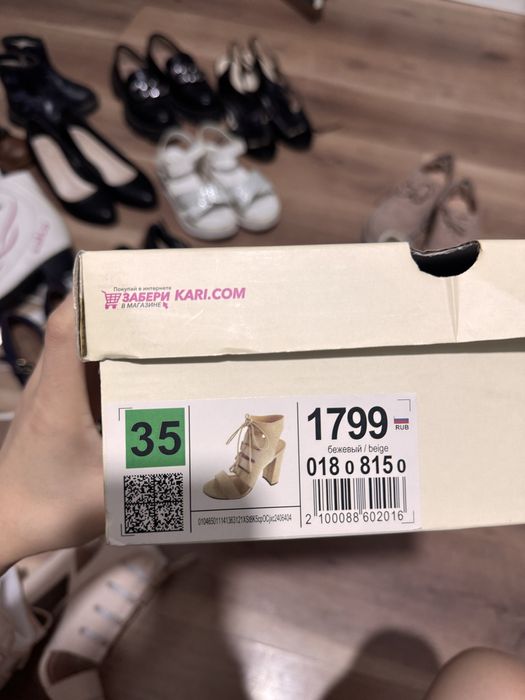 Покупай в интернете
ЗАБЕРИ KARI.COM
В МАГАЗИНЕ
35
1799
RUB
бежевый / beige
018 0 815 0
2 100088 602016